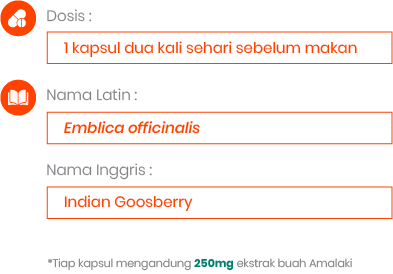 Dosis :
1 kapsul dua kali sehari sebelum makan
Nama Latin :
Emblica officinalis
Nama Inggris :
Indian Goosberry
*Tiap kapsul mengandung 250mg ekstrak buah Amalaki